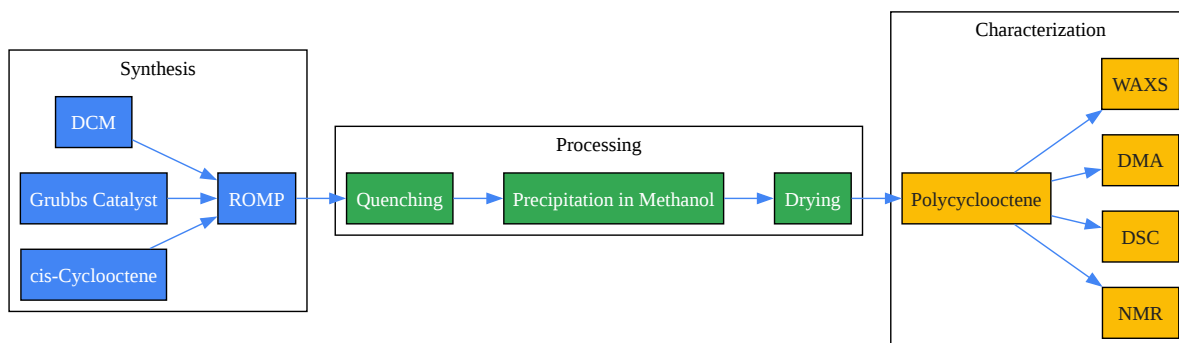 Synthesis
DCM
Grubbs Catalyst
cis-Cyclooctene
ROMP
Processing
Quenching
Precipitation in Methanol
Drying
Characterization
Polycyclooctene
WAXS
DMA
DSC
NMR